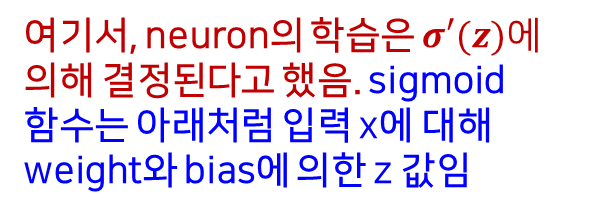 여기서, neuron의 학습은 σ′(z)에
의해 결정된다고 했음. sigmoid
함수는 아래처럼 입력 x에 대해
weight와 bias에 의한 z 값임